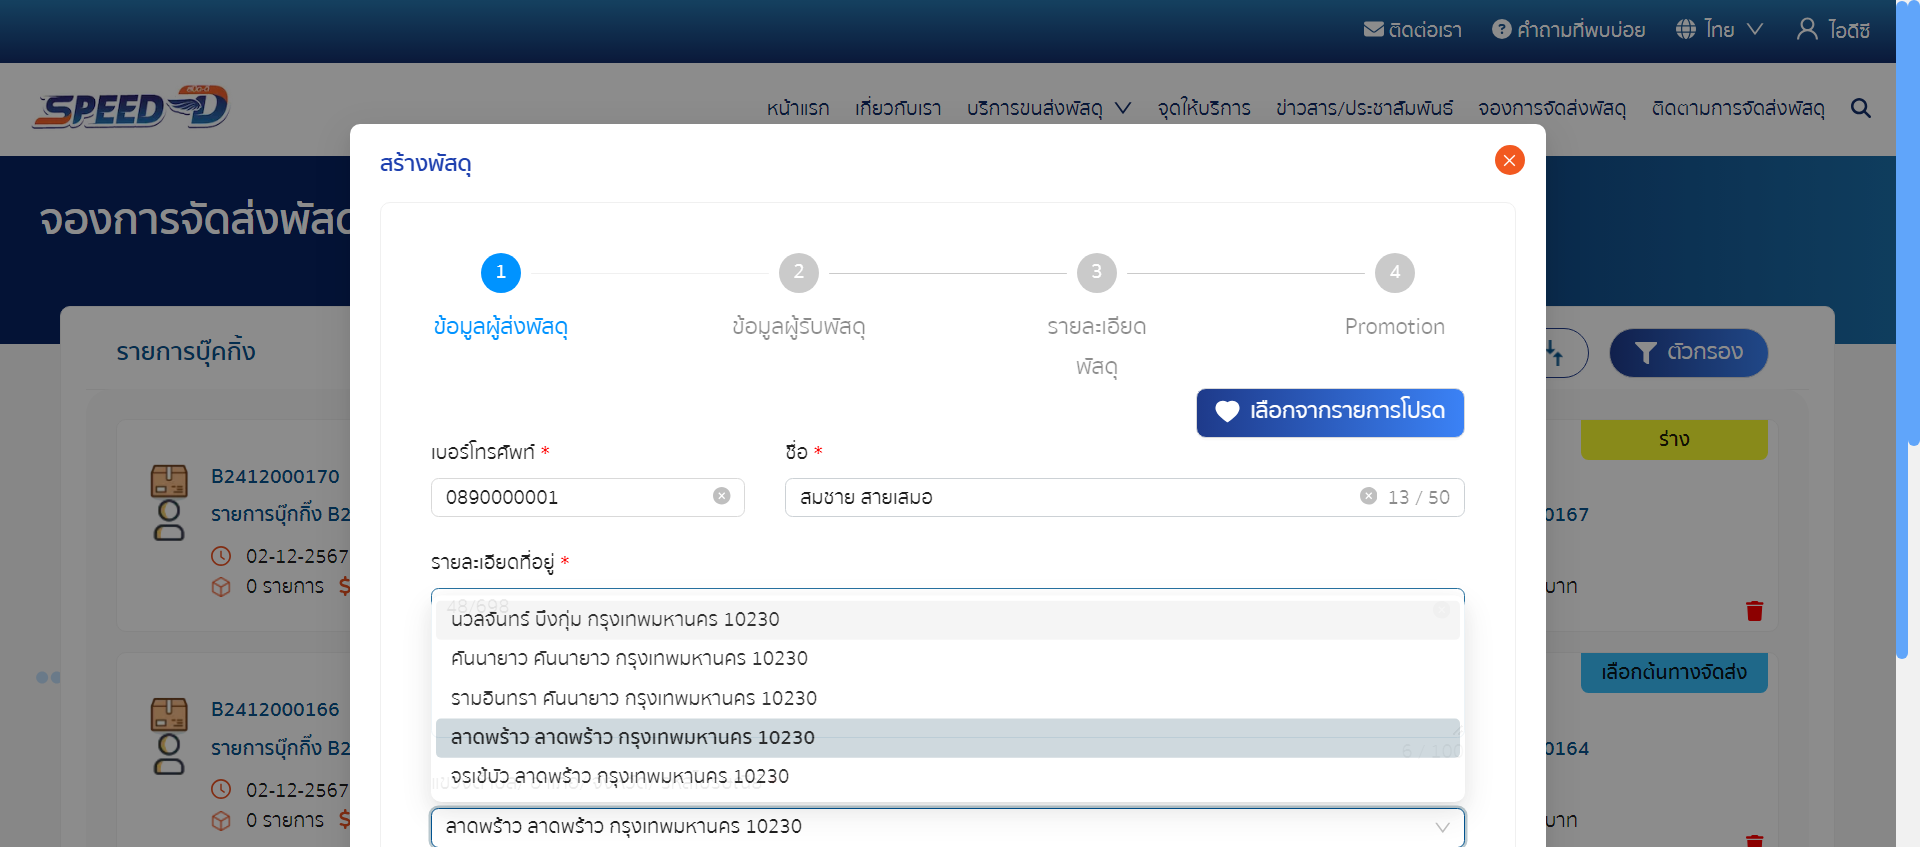 ติดต่อเรา
คำถามที่พบบ่อย
ไทย
ไอดีซี
SPEED-D
หน้าแรก เกี่ยวกับเรา บริการขนส่งพัสดุ จุดให้บริการ ข่าวสาร/ประชาสัมพันธ์ จองการจัดส่งพัสดุ ติดตามการจัดส่งพัสดุ
สร้างพัสดุ
จองการจัดส่งพัสดุ
1 2 3 4
ข้อมูลผู้ส่งพัสดุ ข้อมูลผู้รับพัสดุ รายละเอียด Promotion
พัสดุ
รายการบุ๊คกิ้ง
ตัวกรอง
เลือกจากรายการโปรด
ร่าง
เบอร์โทรศัพท์ *
ชื่อ *
0890000001
สมชาย สายเสมอ 13 / 50
B2412000170
รายการบุ๊กกิ้ง B2
02-12-2567
0 รายการ $
0167
บาท
รายละเอียดที่อยู่ *
48/698
นวลจันทร์ บึงกุ่ม กรุงเทพมหานคร 10230
คันนายาว คันนายาว กรุงเทพมหานคร 10230
รามอินทรา คันนายาว กรุงเทพมหานคร 10230
ลาดพร้าว ลาดพร้าว กรุงเทพมหานคร 10230
6 / 100
จรเข้บัว ลาดพร้าว กรุงเทพมหานคร 10230
ลาดพร้าว ลาดพร้าว กรุงเทพมหานคร 10230
เลือกต้นทางจัดส่ง
B2412000166
รายการบุ๊กกิ้ง B2
02-12-2567
0 รายการ $
0164
บาท